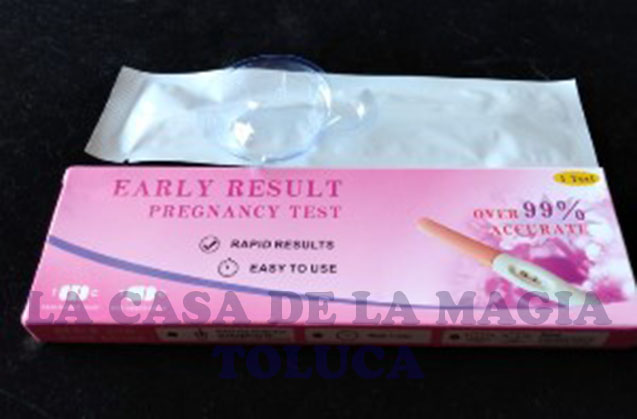 EARLY RESULT
PREGNANCY TEST
1 Test
OVER 99%
ACCURATE
RAPID RESULTS
EASY TO USE
LA CASA DE LA MAGIA
TOLUCA